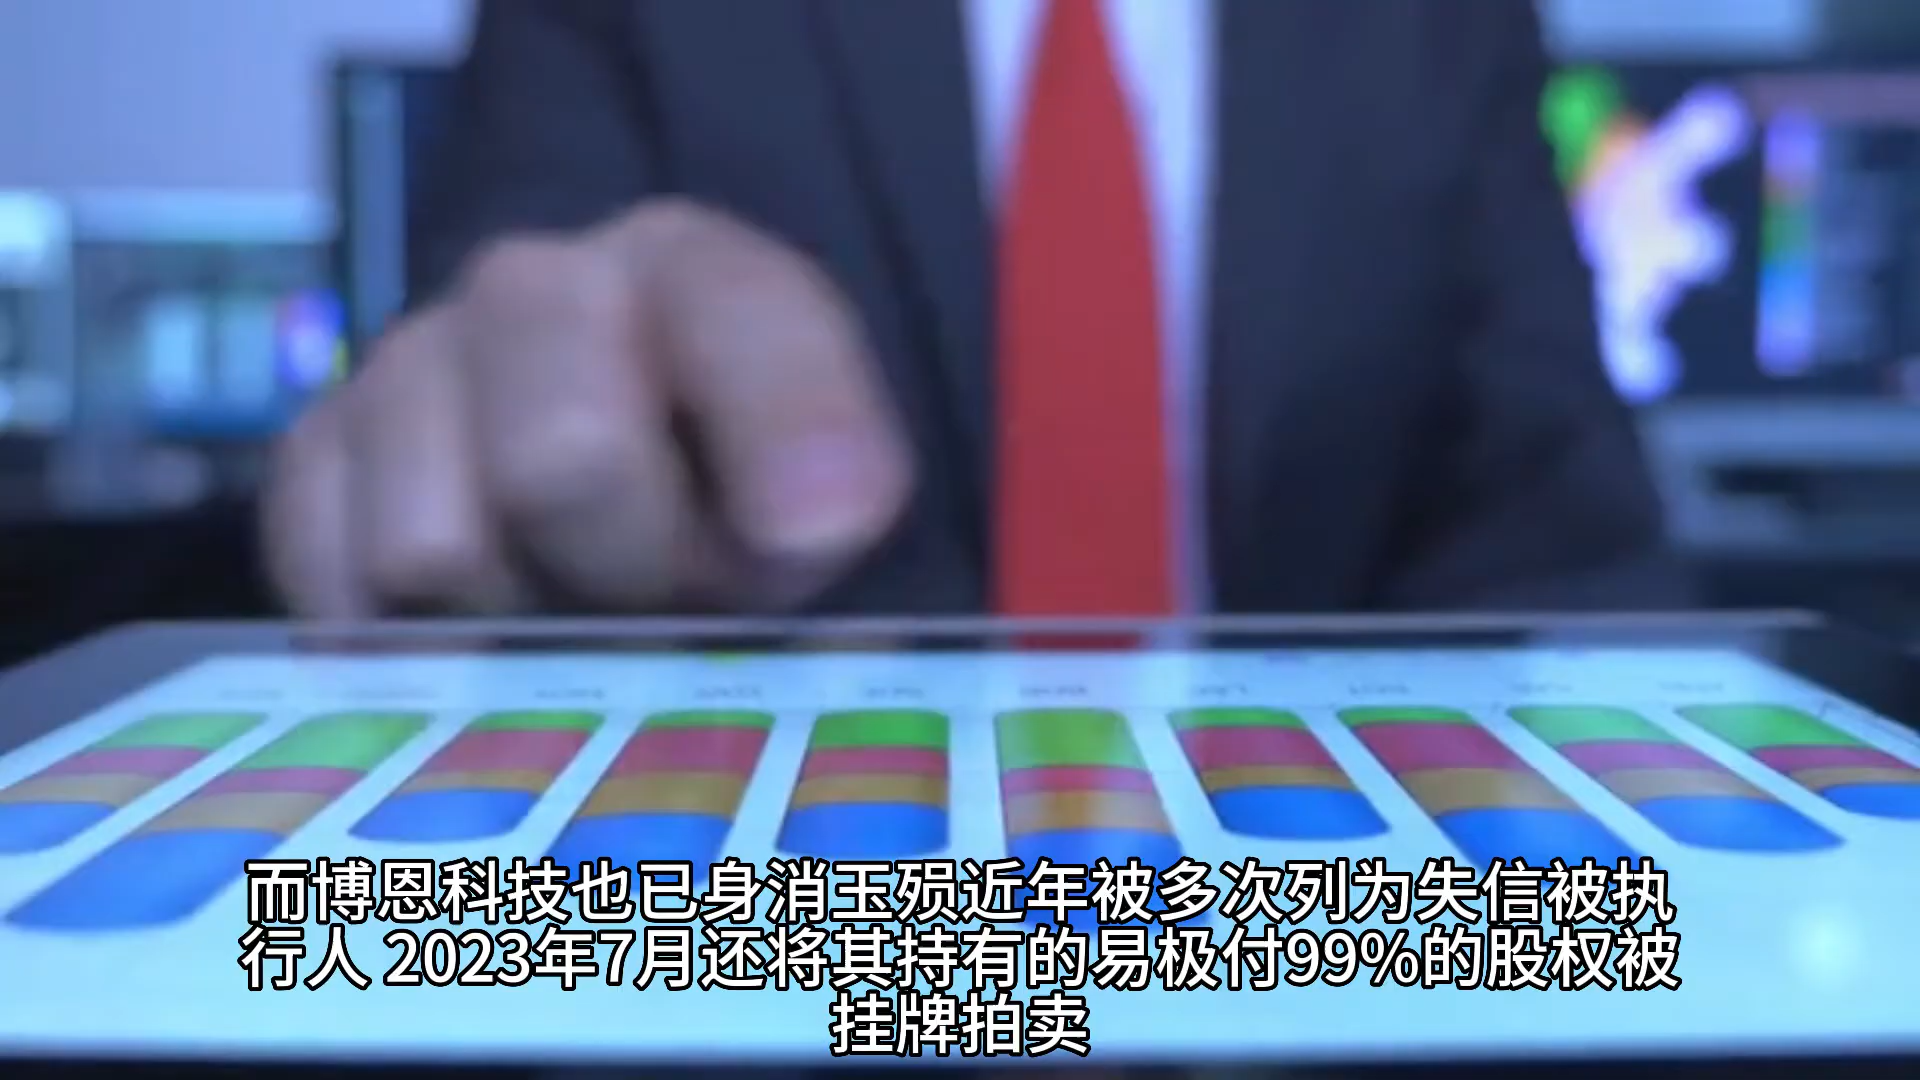 而博恩科技也已身消玉殒近年被多次列为失信被执
行人 2023年7月还将其持有的易极付99%的股权被
挂牌拍卖